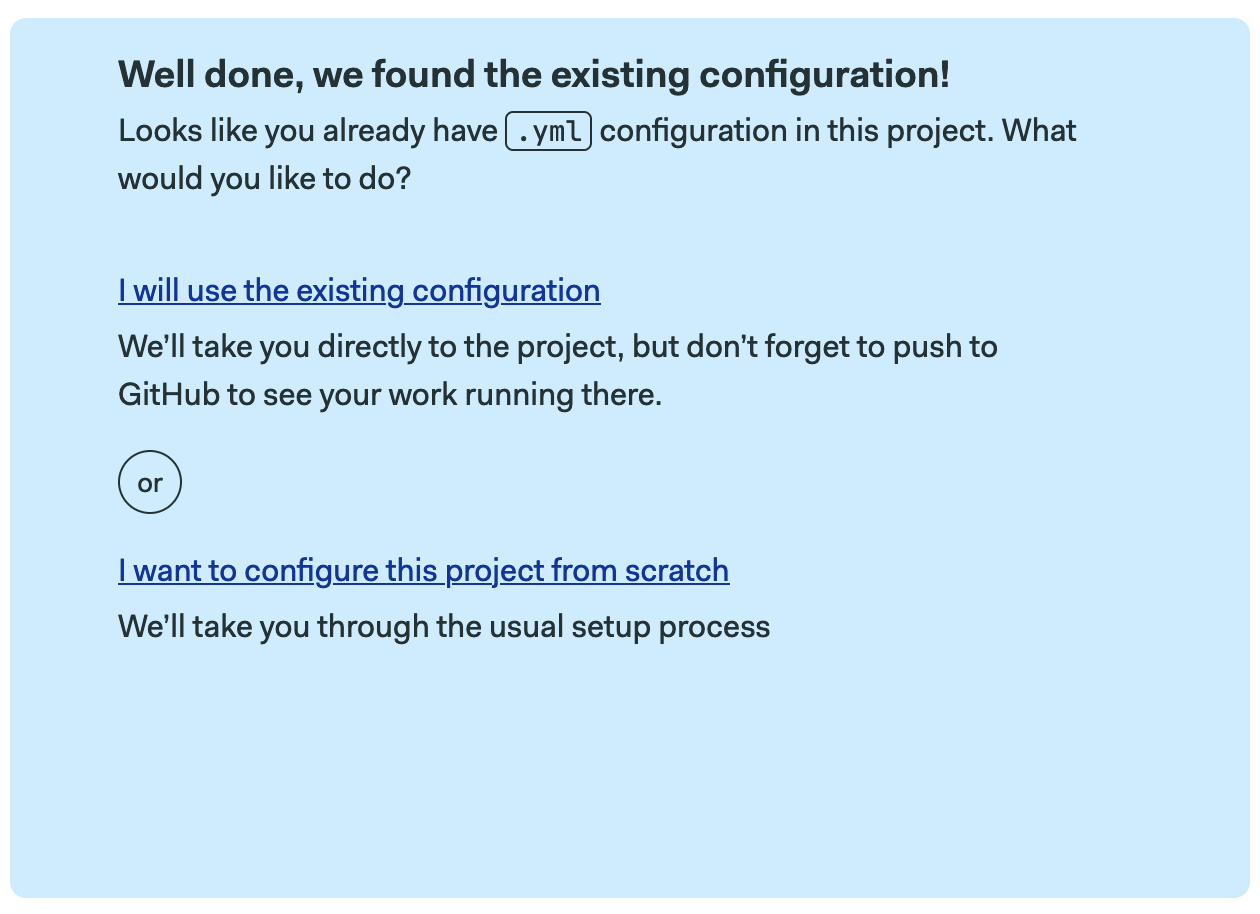 Well done, we found the existing configuration!
Looks like you already have .yml configuration in this project. What
would you like to do?
I will use the existing configuration
We’ll take you directly to the project, but don’t forget to push to
GitHub to see your work running there.
or
I want to configure this project from scratch
We’ll take you through the usual setup process